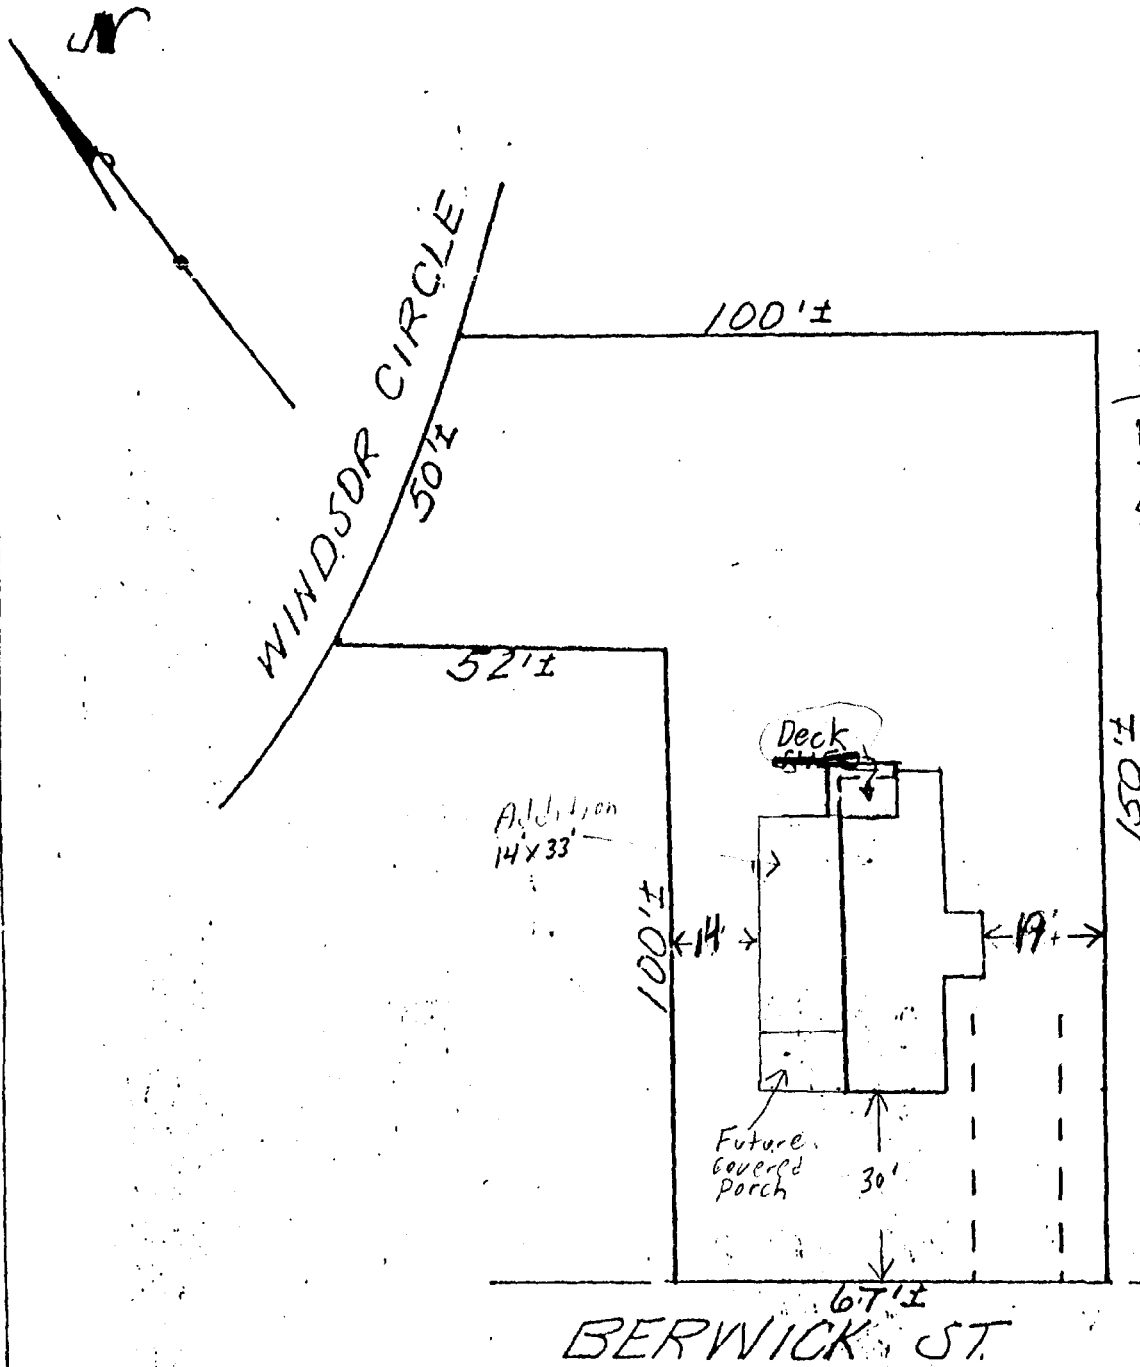 N
WINDSOR CIRCLE
100'±
50'±
52'±
Deck
150'±
Addition
14' x 33'
100'±
14'
19'±
Future
covered
porch
30'
67'±
BERWICK ST.